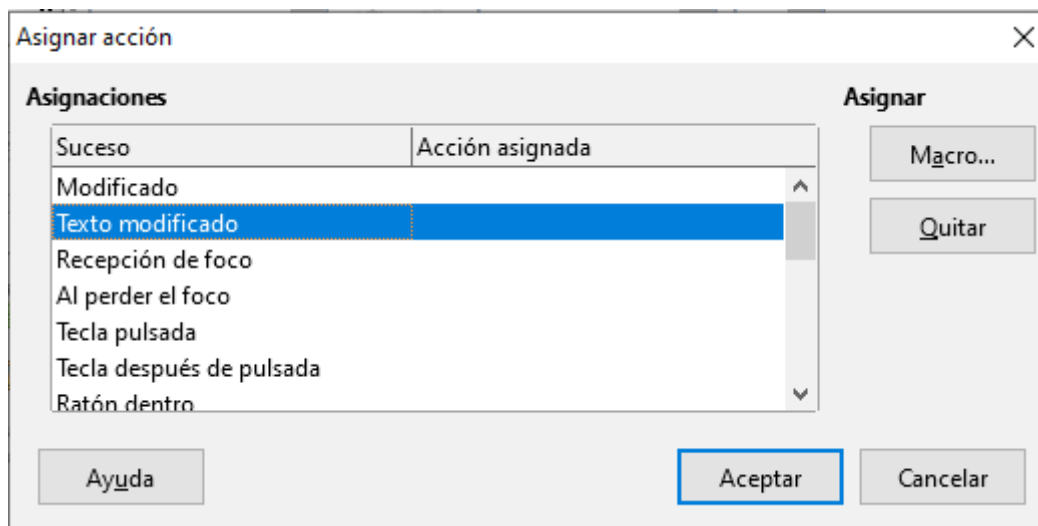 Asignar acción
Asignaciones
Asignar
Suceso
Acción asignada
Macro...
Modificado
Texto modificado
Quitar
Recepción de foco
Al perder el foco
Tecla pulsada
Tecla después de pulsada
Ratón dentro
Ayuda
Aceptar
Cancelar